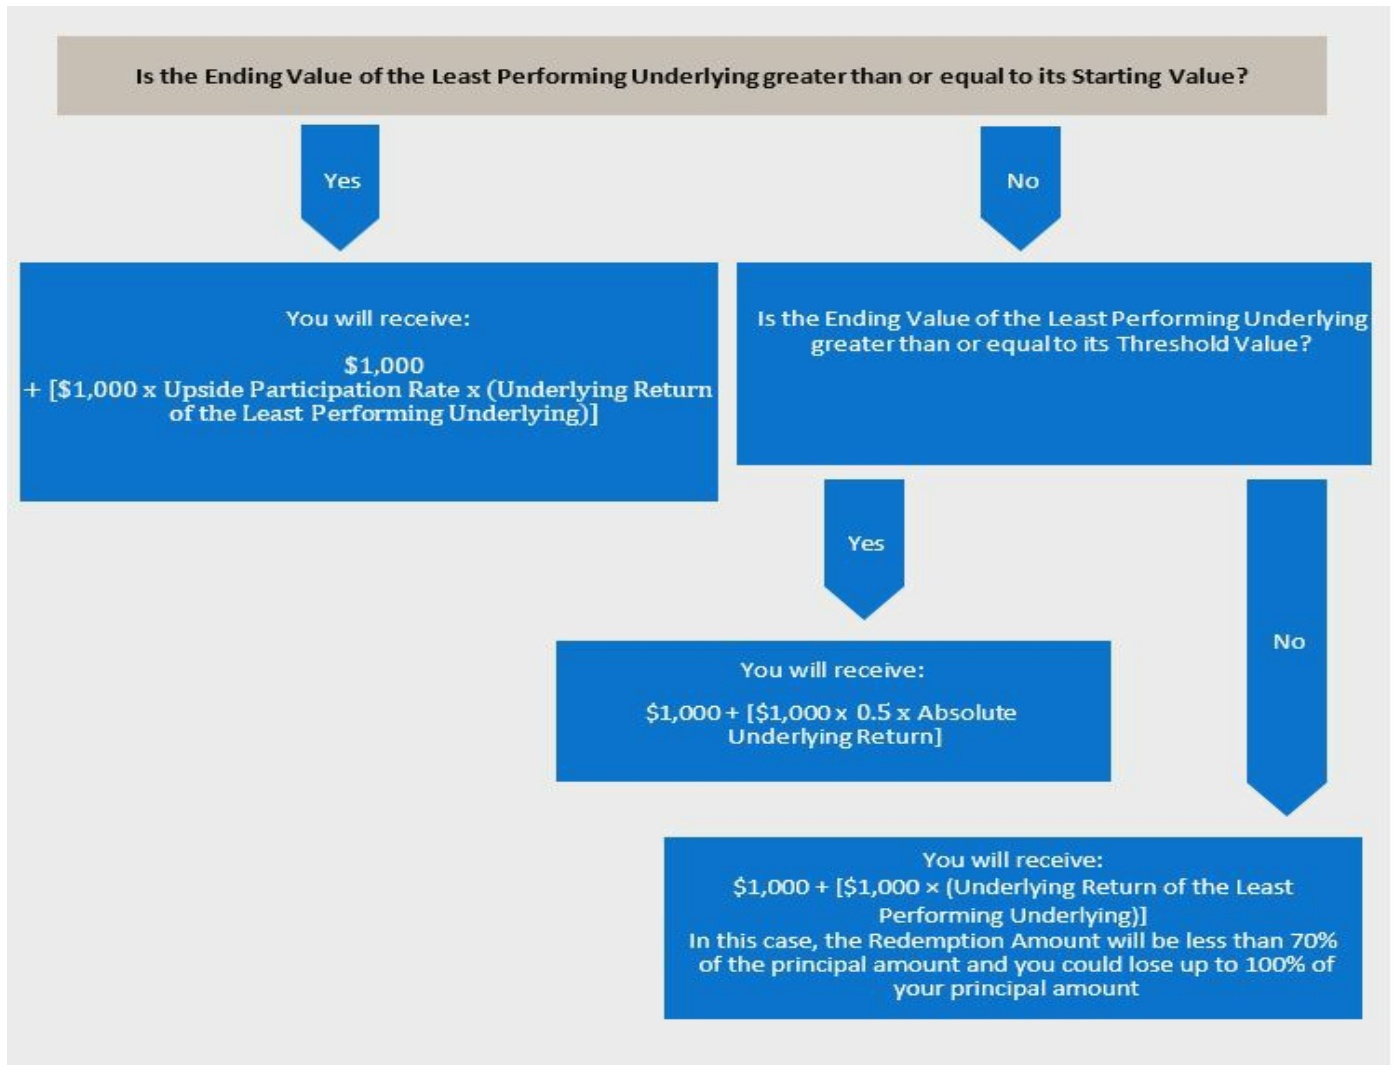 Is the Ending Value of the Least Performing Underlying greater than or equal to its Starting Value?
Yes
No
You will receive:
$1,000
+ [$1,000 x Upside Participation Rate x (Underlying Return
of the Least Performing Underlying)]
Is the Ending Value of the Least Performing Underlying
greater than or equal to its Threshold Value?
Yes
No
You will receive:
$1,000 + [$1,000 x 0.5 x Absolute
Underlying Return]
You will receive:
$1,000 + [$1,000 × (Underlying Return of the Least
Performing Underlying)]
In this case, the Redemption Amount will be less than 70%
of the principal amount and you could lose up to 100% of
your principal amount